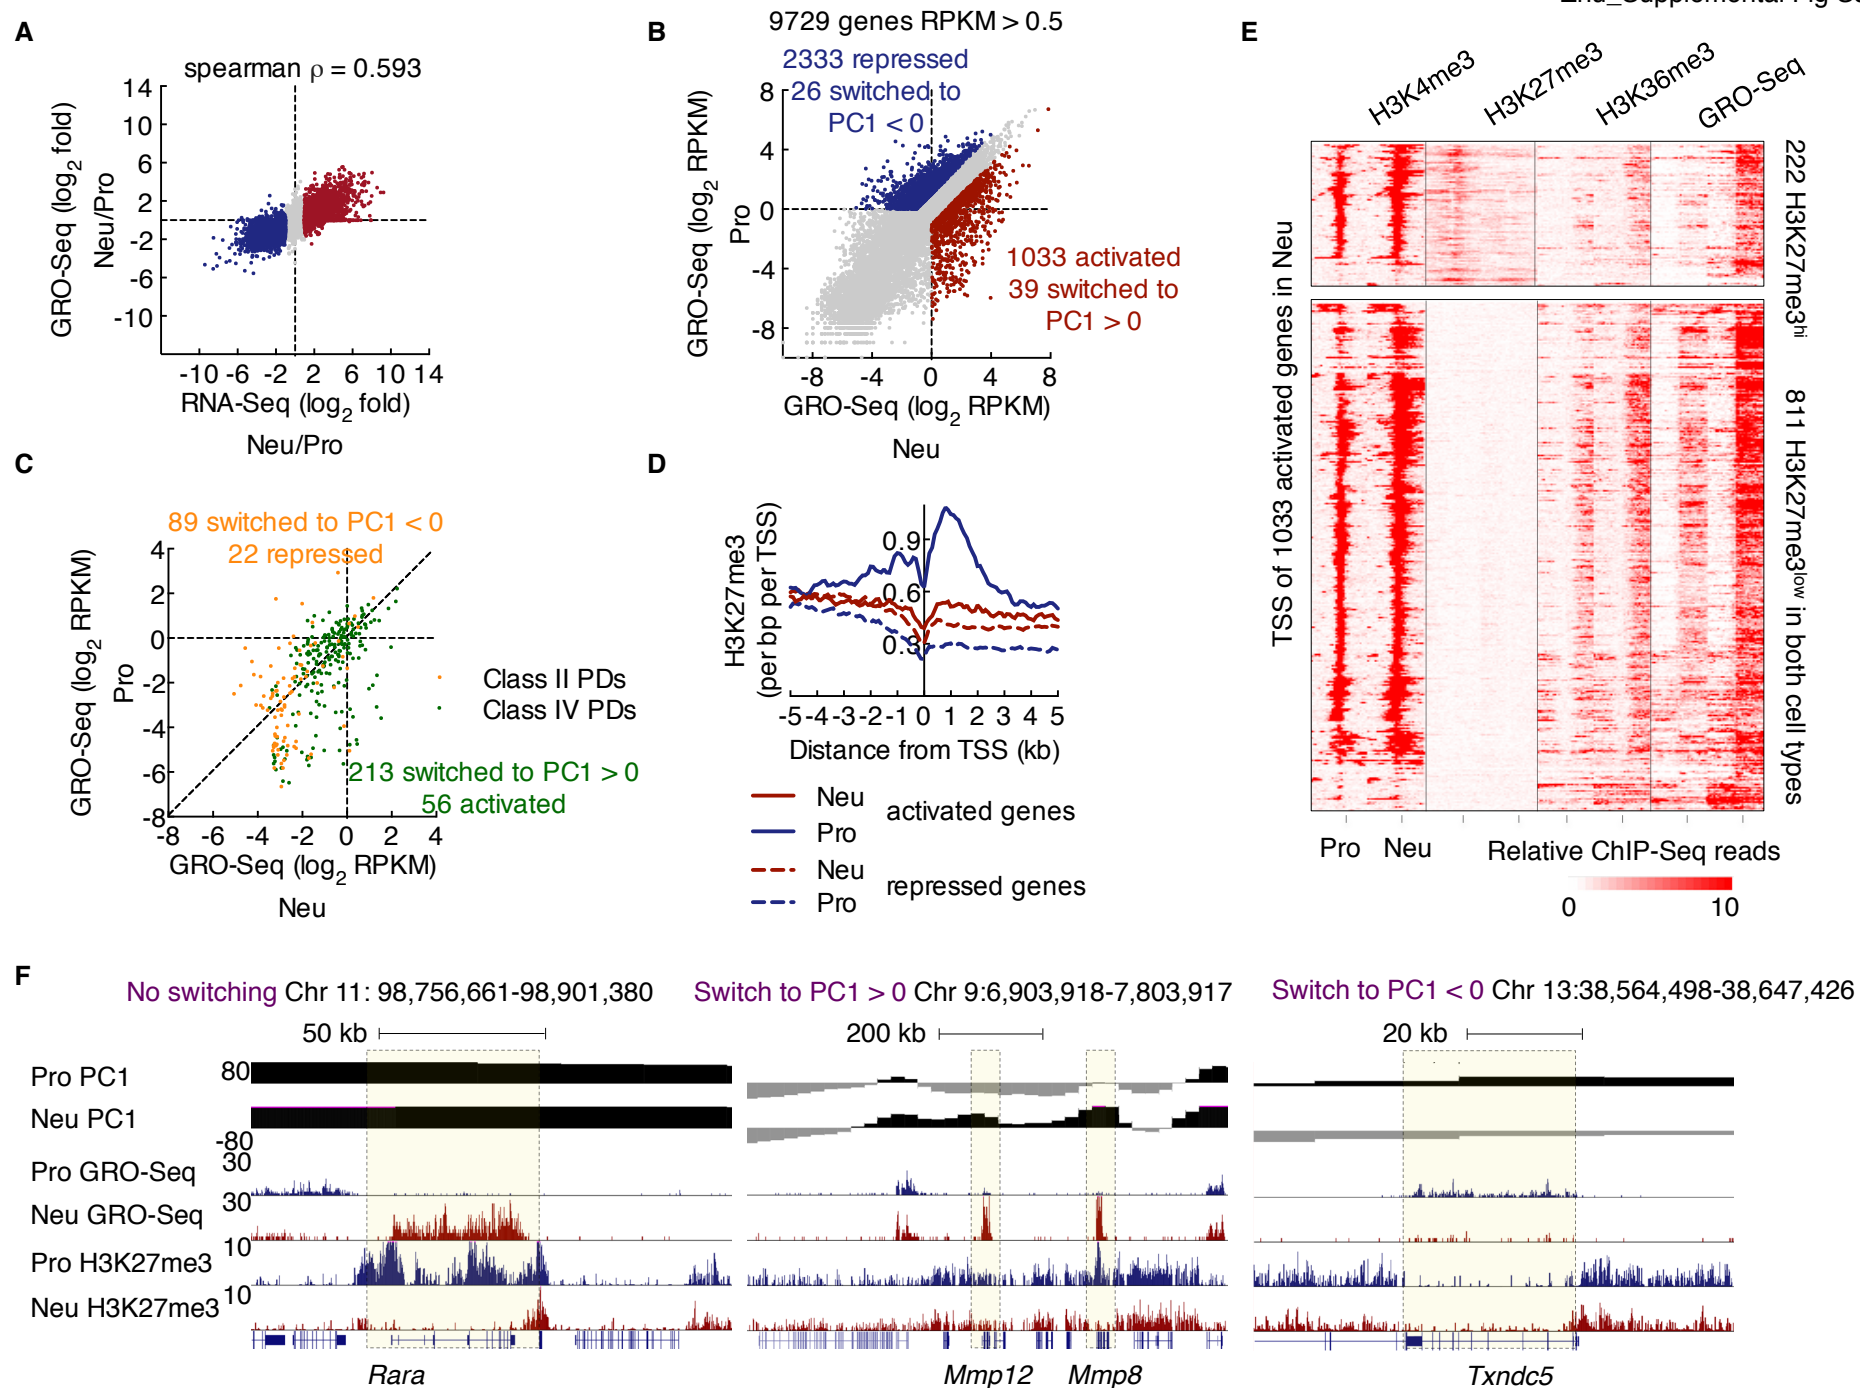 A
spearman ρ = 0.593
GRO-Seq (log2 fold)
Neu/Pro
14
10
6
2
-2
-6
-10
-10 -6 -2 2 6 10 14
RNA-Seq (log2 fold)
Neu/Pro
B
9729 genes RPKM > 0.5
2333 repressed
26 switched to
PC1 < 0
GRO-Seq (log2 RPKM)
Pro
8
4
0
-4
-8
1033 activated
39 switched to
PC1 > 0
-8 -4 0 4 8
GRO-Seq (log2 RPKM)
Neu
C
89 switched to PC1 < 0
22 repressed
GRO-Seq (log2 RPKM)
Pro
4
2
0
-2
-4
-6
-8
Class II PDs
Class IV PDs
213 switched to PC1 > 0
56 activated
-8 -6 -4 -2 0 2 4
GRO-Seq (log2 RPKM)
Neu
D
H3K27me3
(per bp per TSS)
0.9
0.6
0.3
-5 -4 -3 -2 -1 0 1 2 3 4 5
Distance from TSS (kb)
Neu
Pro
activated genes
Neu
Pro
repressed genes
E
H3K4me3
H3K27me3
H3K36me3
GRO-Seq
TSS of 1033 activated genes in Neu
222 H3K27me3hi
811 H3K27me3low in both cell types
Pro Neu
Relative ChIP-Seq reads
0 10
F
No switching Chr 11: 98,756,661-98,901,380
Switch to PC1 > 0 Chr 9:6,903,918-7,803,917
Switch to PC1 < 0 Chr 13:38,564,498-38,647,426
50 kb
200 kb
20 kb
Pro PC1
80
Neu PC1
-80
Pro GRO-Seq
30
Neu GRO-Seq
30
Pro H3K27me3
10
Neu H3K27me3
10
Rara
Mmp12
Mmp8
Txndc5